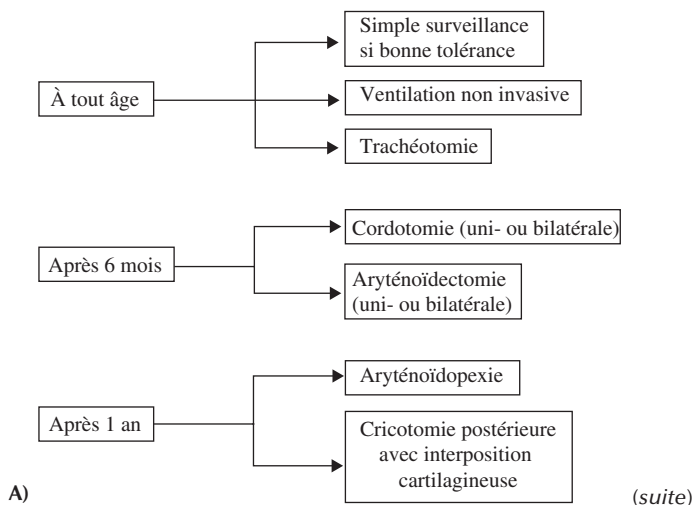 À tout âge
Simple surveillance
si bonne tolérance
Ventilation non invasive
Trachéotomie
Après 6 mois
Cordotomie (uni- ou bilatérale)
Aryténoïdectomie
(uni- ou bilatérale)
Après 1 an
Aryténoïdopexie
Cricotomie postérieure
avec interposition
cartilagineuse
A)
(suite)